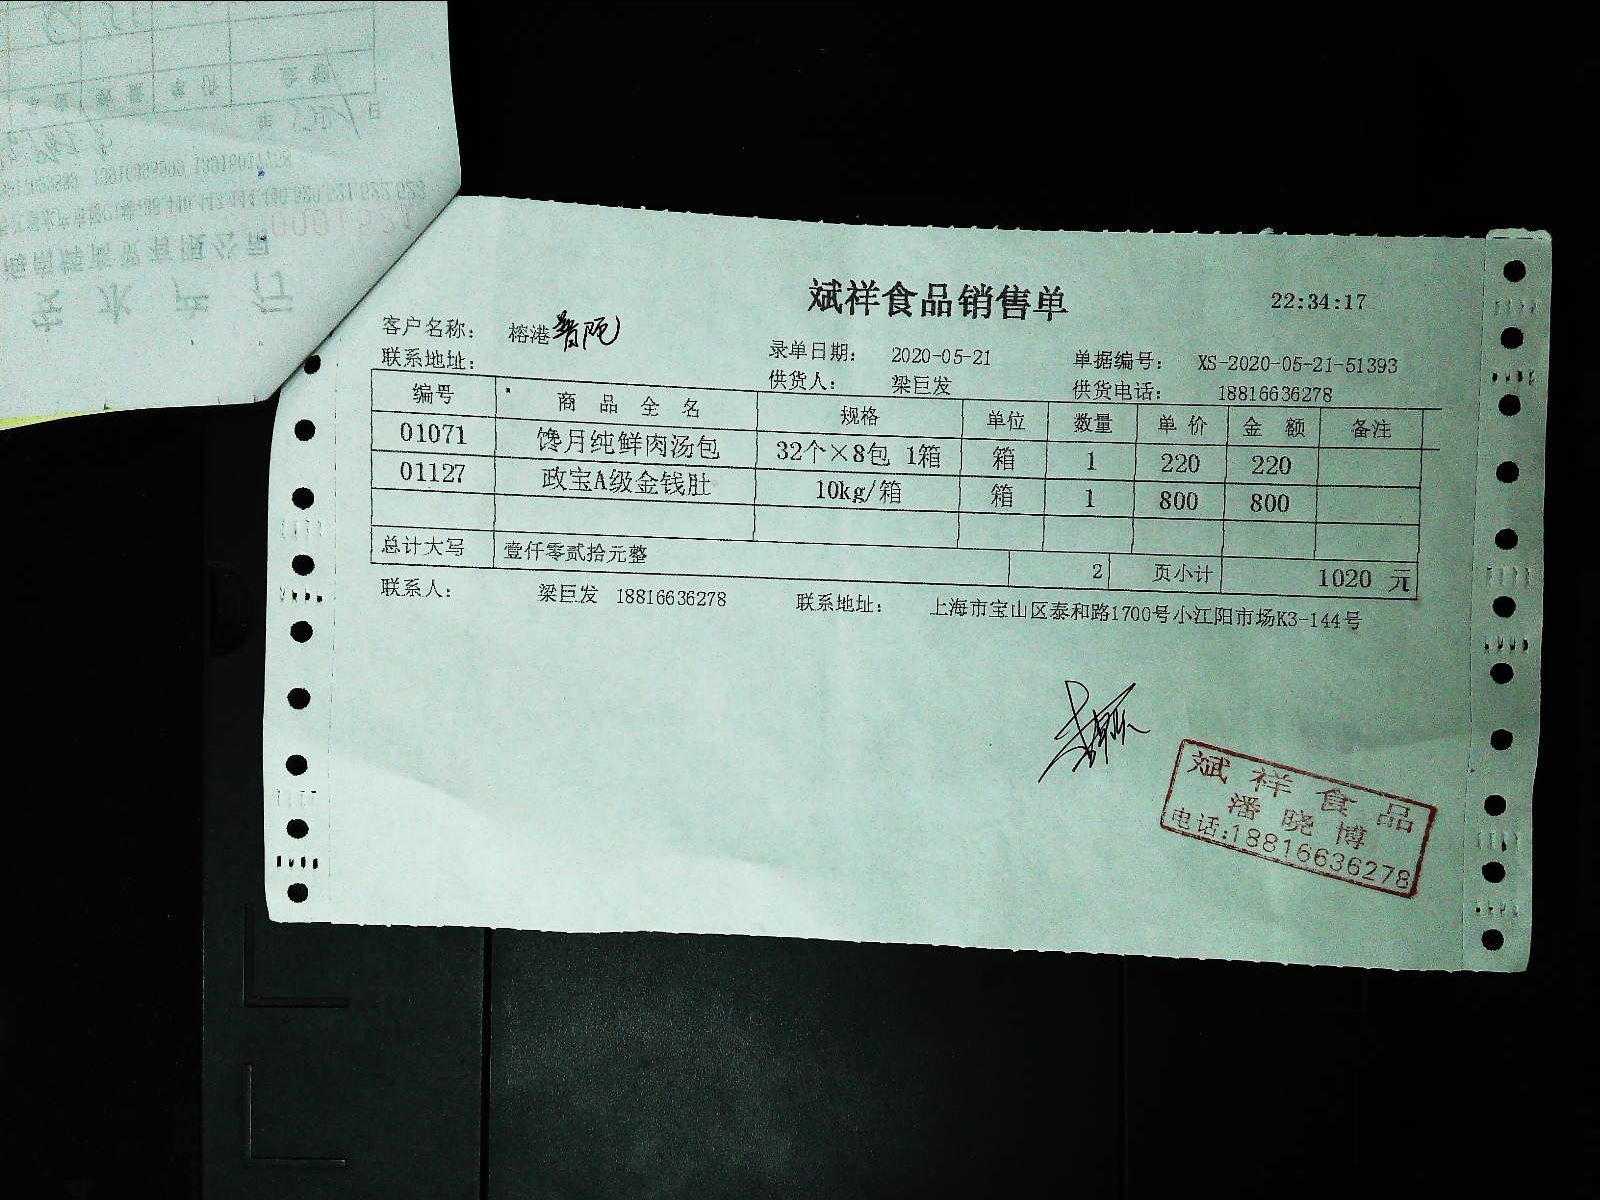 斌祥食品销售单
22:34:17
客户名称： 榕港
录单日期： 2020-05-21 单据编号： XS-2020-05-21-51393
联系地址：
供货人： 梁巨发 供货电话： 18816636278
编号 商品全名 规格 单位 数量 单价 金额 备注
01071 馋月纯鲜肉汤包 32个×8包 1箱 箱 1 220 220
01127 政宝A级金钱肚 10kg/箱 箱 1 800 800
总计大写 壹仟零贰拾元整 2 页小计 1020 元
联系人： 梁巨发 18816636278 联系地址： 上海市宝山区泰和路1700号小江阳市场K3-144号
斌祥食品
潘晓博
电话:18816636278